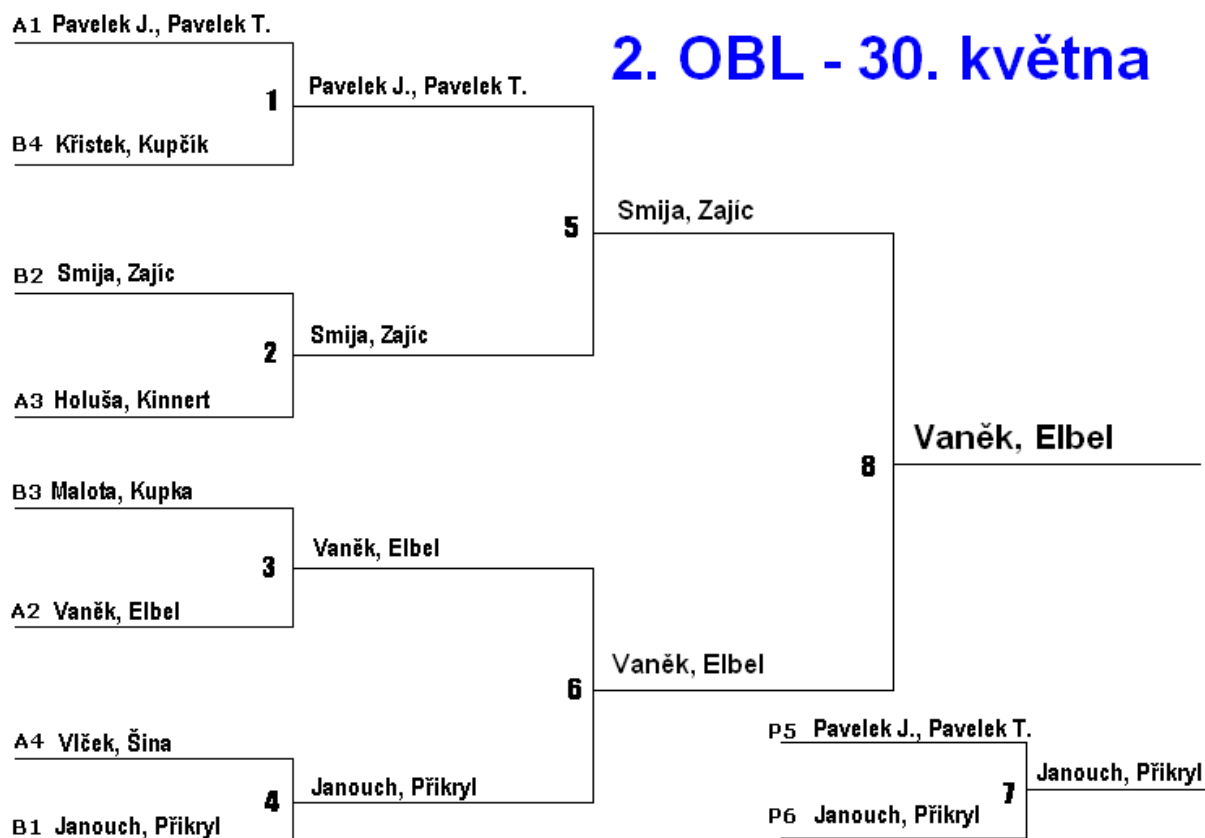 A1 Pavelek J., Pavelek T.
2. OBL - 30. května
1
Pavelek J., Pavelek T.
B4 Křistek, Kupčík
5
Smija, Zajíc
B2 Smija, Zajíc
2
Smija, Zajíc
A3 Holuša, Kinnert
8
Vaněk, Elbel
B3 Malota, Kupka
3
Vaněk, Elbel
A2 Vaněk, Elbel
6
Vaněk, Elbel
A4 Vlček, Šina
4
Janouch, Přikryl
B1 Janouch, Přikryl
P5 Pavelek J., Pavelek T.
7
Janouch, Přikryl
P6 Janouch, Přikryl